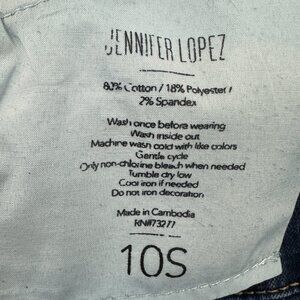 JENNIFER LOPEZ
80% Cotton / 18% Polyester /
2% Spandex
Wash once before wearing
Wash inside out
Machine wash cold with like colors
Gentle cycle
Only non-chlorine bleach when needed
Tumble dry low
Cool iron if needed
Do not iron decoration
Made in Cambodia
RN#73277
10S